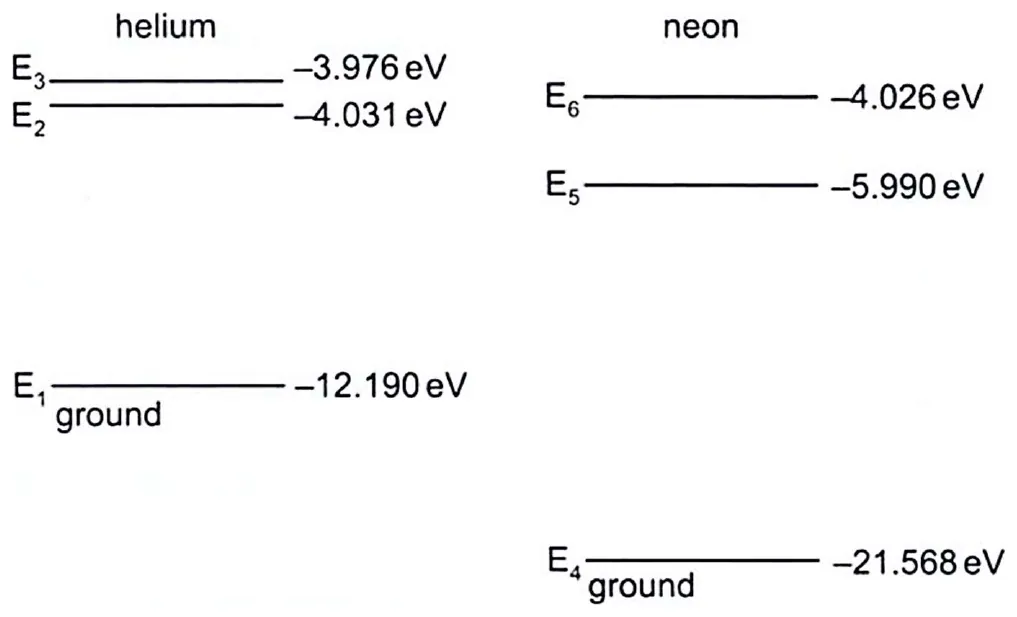 helium
E₃ –3.976 eV
E₂ –4.031 eV
E₁ –12.190 eV
ground
neon
E₆ –4.026 eV
E₅ –5.990 eV
E₄ –21.568 eV
ground